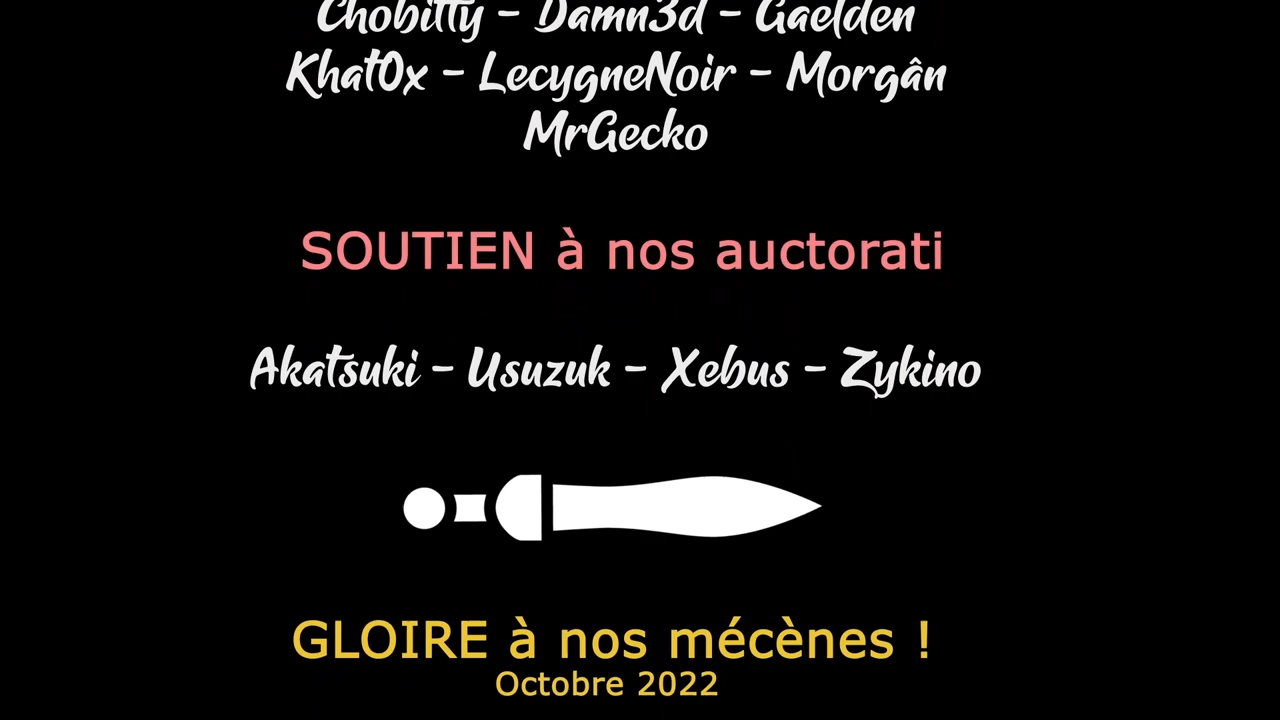 Chobitty - Damn3d - Gaelden
Khat0x - LecygneNoir - Morgân
MrGecko
SOUTIEN à nos auctorati
Akatsuki - Usuzuk - Xebus - Zykino
GLOIRE à nos mécènes !
Octobre 2022